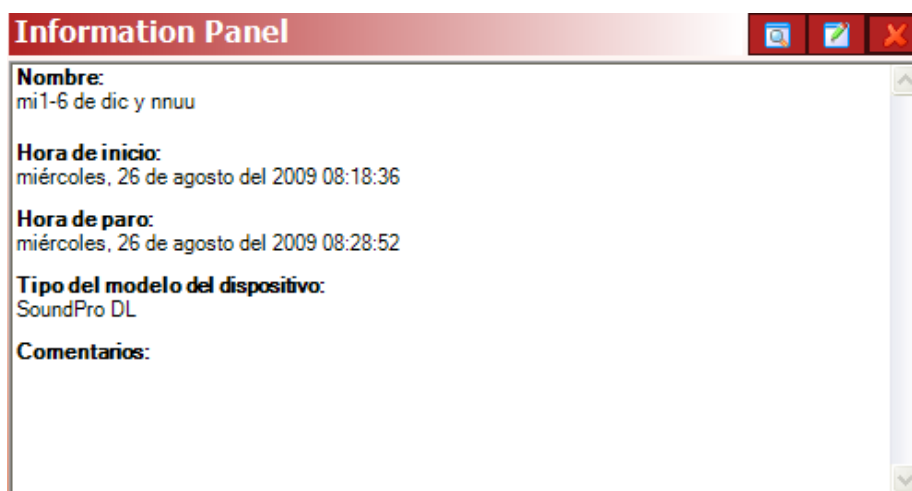 Information Panel
Nombre:
mi1-6 de dic y nnuu
Hora de inicio:
miércoles, 26 de agosto del 2009 08:18:36
Hora de paro:
miércoles, 26 de agosto del 2009 08:28:52
Tipo del modelo del dispositivo:
SoundPro DL
Comentarios: